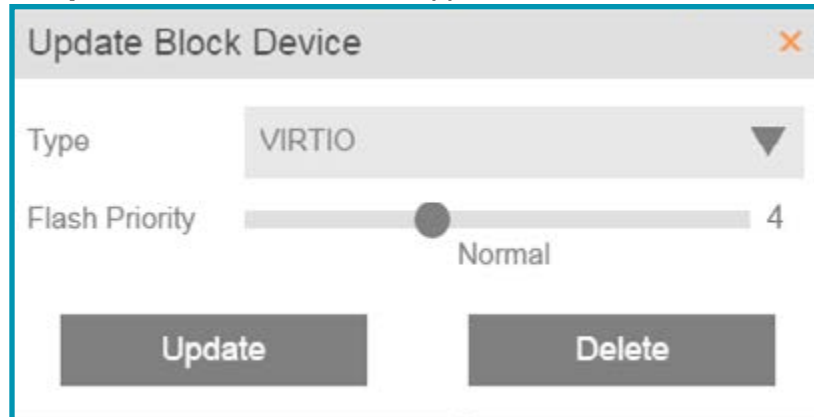 Update Block Device ×
Type VIRTIO ▼
Flash Priority 4
Normal
Update Delete